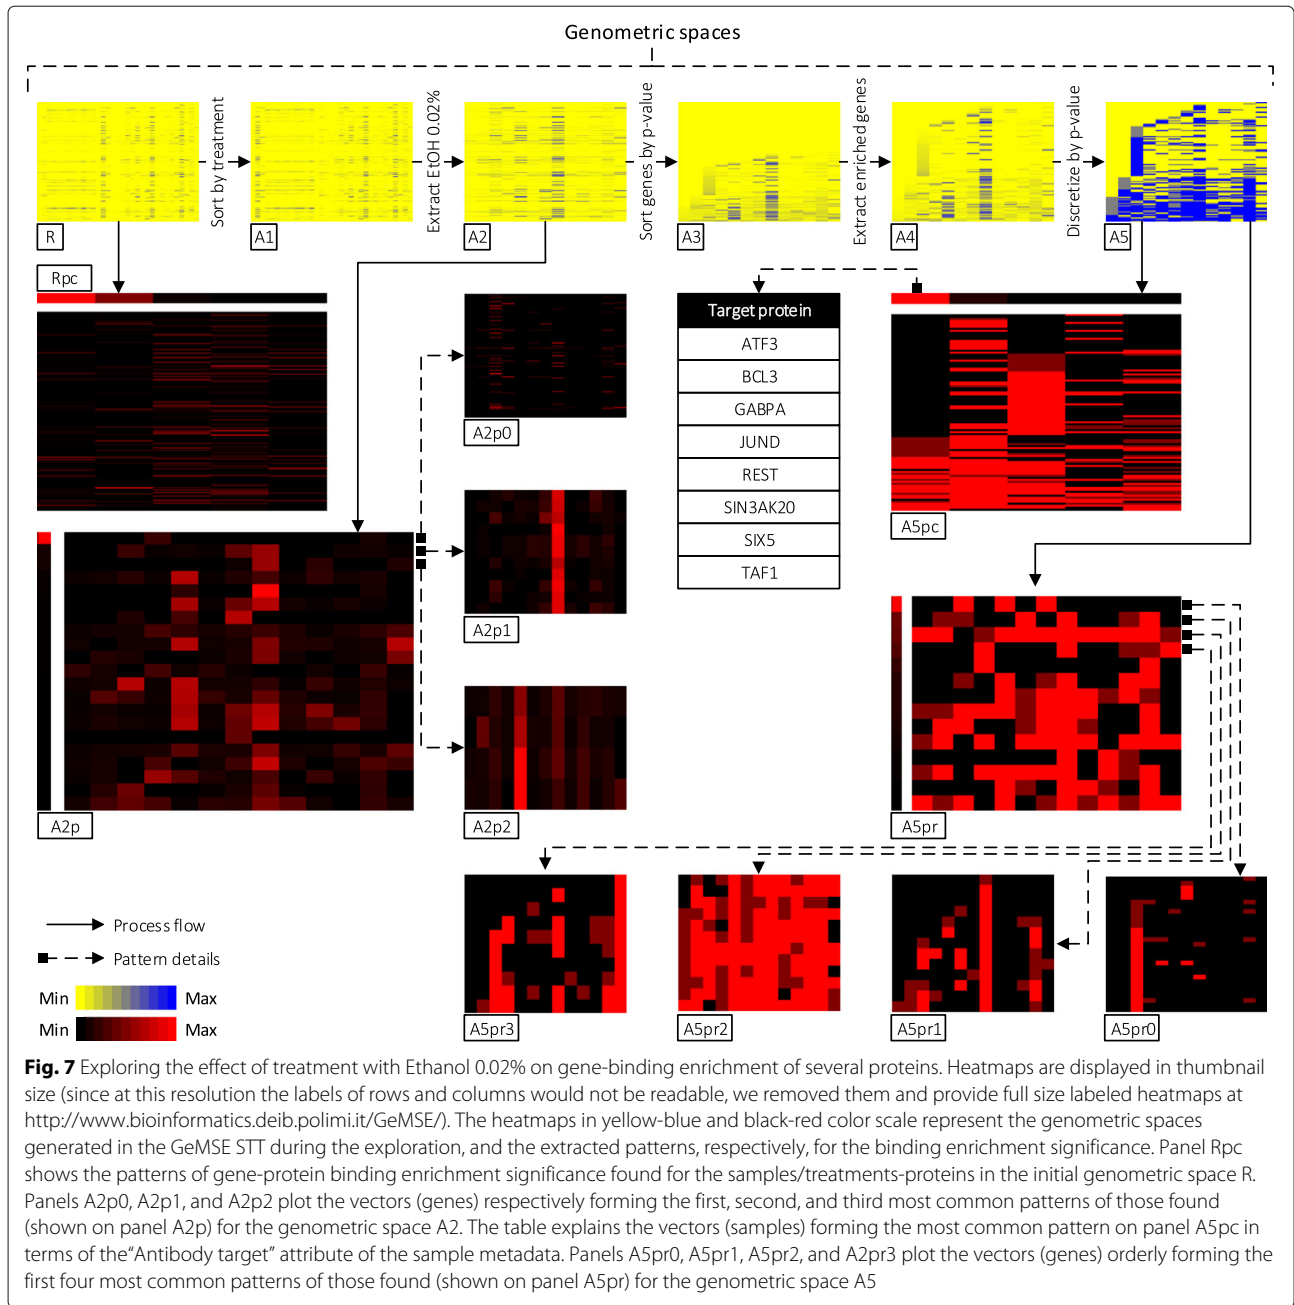 Genometric spaces
Sort by treatment
Extract EtOH 0.02%
Sort genes by p-value
Extract enriched genes
Discretize by p-value
R
A1
A2
A3
A4
A5
Rpc
Target protein
ATF3
BCL3
GABPA
JUND
REST
SIN3AK20
SIX5
TAF1
A2p0
A5pc
A2p1
A2p
A2p2
A5pr
Process flow
Pattern details
Min Max
Min Max
A5pr3
A5pr2
A5pr1
A5pr0
Fig. 7 Exploring the effect of treatment with Ethanol 0.02% on gene-binding enrichment of several proteins. Heatmaps are displayed in thumbnail
size (since at this resolution the labels of rows and columns would not be readable, we removed them and provide full size labeled heatmaps at
http://www.bioinformatics.deib.polimi.it/GeMSE/). The heatmaps in yellow-blue and black-red color scale represent the genometric spaces
generated in the GeMSE STT during the exploration, and the extracted patterns, respectively, for the binding enrichment significance. Panel Rpc
shows the patterns of gene-protein binding enrichment significance found for the samples/treatments-proteins in the initial genometric space R.
Panels A2p0, A2p1, and A2p2 plot the vectors (genes) respectively forming the first, second, and third most common patterns of those found
(shown on panel A2p) for the genometric space A2. The table explains the vectors (samples) forming the most common pattern on panel A5pc in
terms of the“Antibody target” attribute of the sample metadata. Panels A5pr0, A5pr1, A5pr2, and A2pr3 plot the vectors (genes) orderly forming the
first four most common patterns of those found (shown on panel A5pr) for the genometric space A5